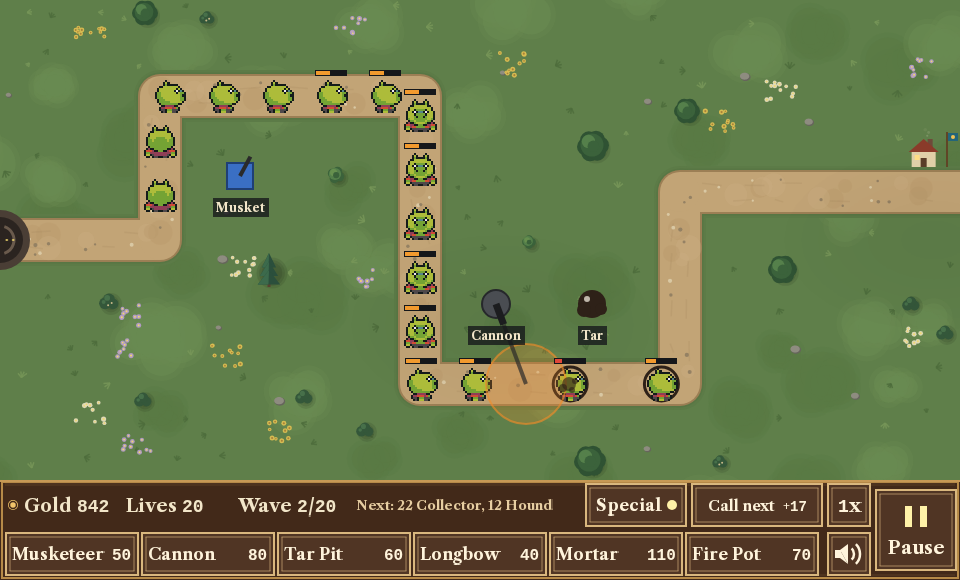 Musket
Cannon
Tar
Gold 842 Lives 20 Wave 2/20 Next: 22 Collector, 12 Hound
Special
Call next +17
1x
Pause
Musketeer 50
Cannon 80
Tar Pit 60
Longbow 40
Mortar 110
Fire Pot 70